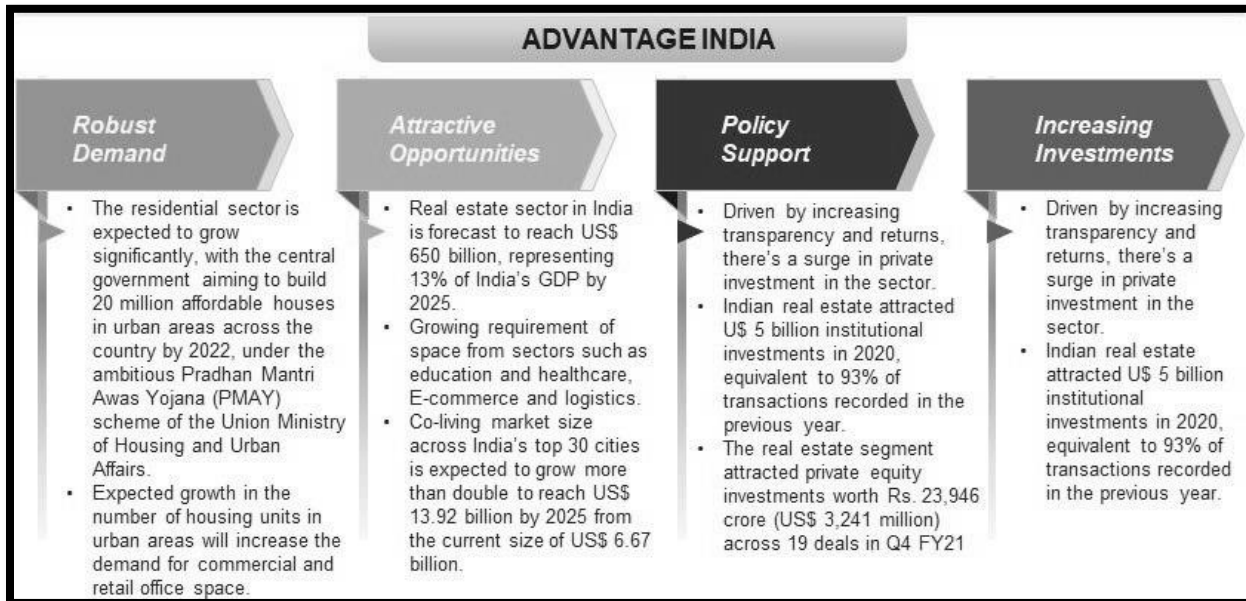 ADVANTAGE INDIA
Robust
Demand
• The residential sector is
expected to grow
significantly, with the central
government aiming to build
20 million affordable houses
in urban areas across the
country by 2022, under the
ambitious Pradhan Mantri
Awas Yojana (PMAY)
scheme of the Union Ministry
of Housing and Urban
Affairs.
• Expected growth in the
number of housing units in
urban areas will increase the
demand for commercial and
retail office space.
Attractive
Opportunities
• Real estate sector in India
is forecast to reach US$
650 billion, representing
13% of India's GDP by
2025.
• Growing requirement of
space from sectors such as
education and healthcare,
E-commerce and logistics.
• Co-living market size
across India's top 30 cities
is expected to grow more
than double to reach US$
13.92 billion by 2025 from
the current size of US$ 6.67
billion.
Policy
Support
• Driven by increasing
transparency and returns,
there's a surge in private
investment in the sector.
• Indian real estate attracted
U$ 5 billion institutional
investments in 2020,
equivalent to 93% of
transactions recorded in the
previous year.
• The real estate segment
attracted private equity
investments worth Rs. 23,946
crore (US$ 3,241 million)
across 19 deals in Q4 FY21
Increasing
Investments
• Driven by increasing
transparency and
returns, there's a
surge in private
investment in the
sector.
• Indian real estate
attracted U$ 5 billion
institutional
investments in 2020,
equivalent to 93% of
transactions recorded
in the previous year.